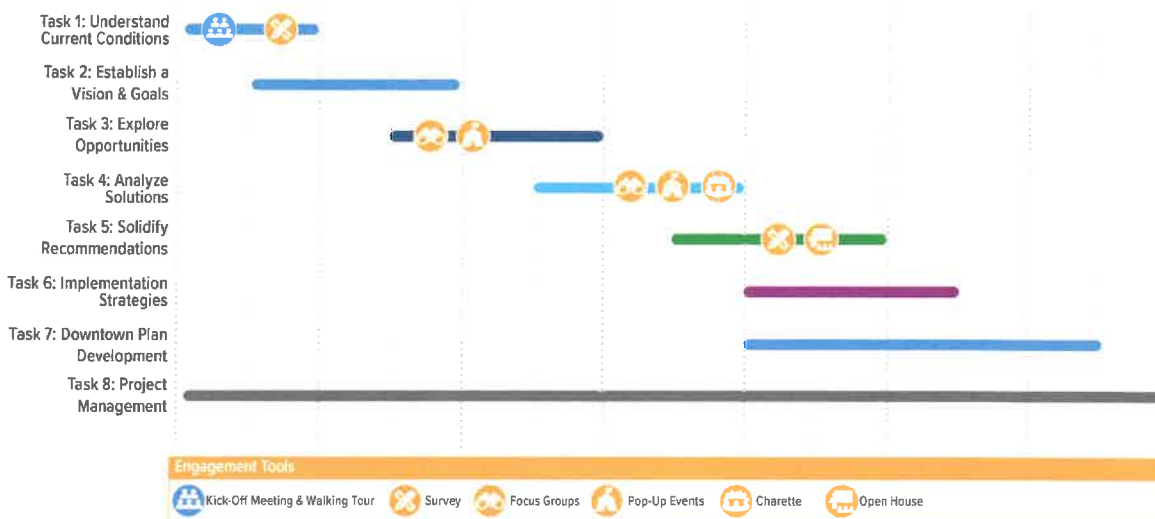 Task 1: Understand
Current Conditions
Task 2: Establish a
Vision & Goals
Task 3: Explore
Opportunities
Task 4: Analyze
Solutions
Task 5: Solidify
Recommendations
Task 6: Implementation
Strategies
Task 7: Downtown Plan
Development
Task 8: Project
Management
Engagement Tools
Kick-Off Meeting & Walking Tour Survey Focus Groups Pop-Up Events Charette Open House